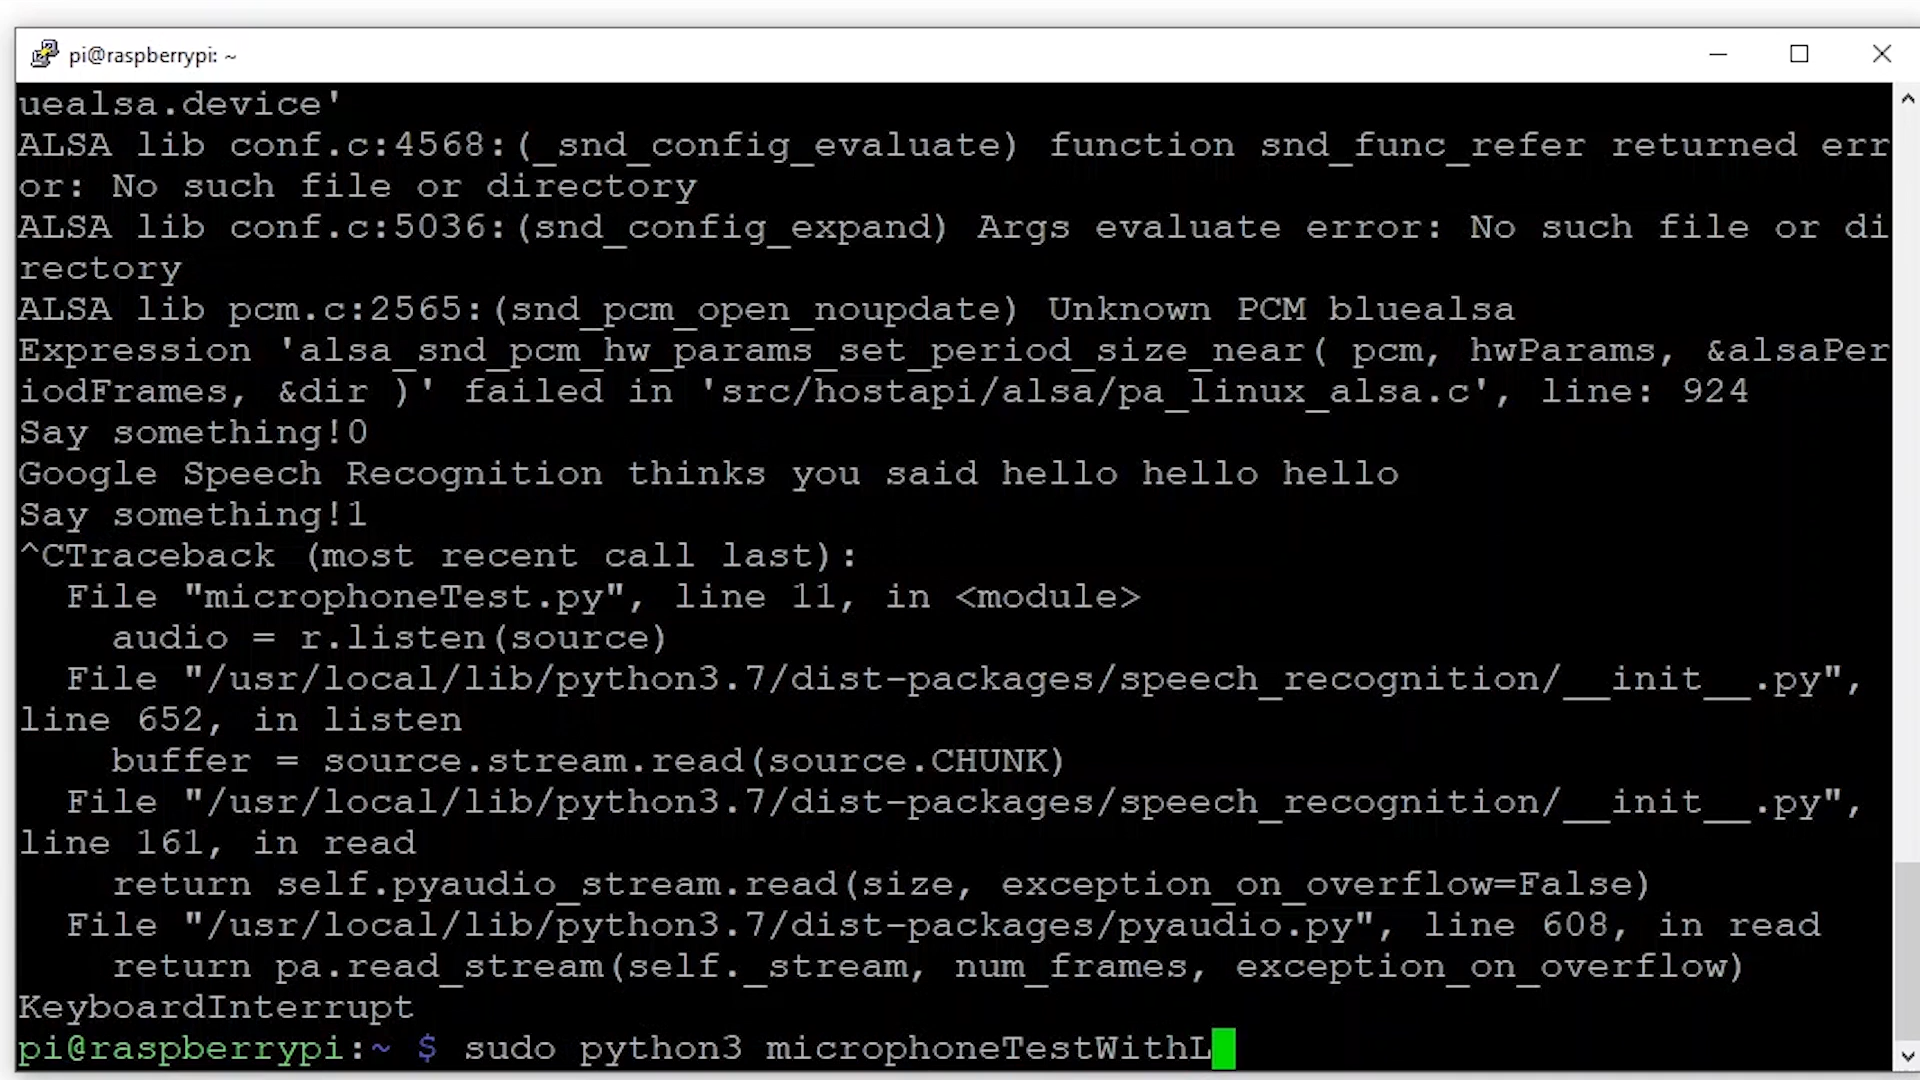 pi@raspberrypi: ~
uealsa.device'
ALSA lib conf.c:4568:(_snd_config_evaluate) function snd_func_refer returned err
or: No such file or directory
ALSA lib conf.c:5036:(snd_config_expand) Args evaluate error: No such file or di
rectory
ALSA lib pcm.c:2565:(snd_pcm_open_noupdate) Unknown PCM bluealsa
Expression 'alsa_snd_pcm_hw_params_set_period_size_near( pcm, hwParams, &alsaPer
iodFrames, &dir )' failed in 'src/hostapi/alsa/pa_linux_alsa.c', line: 924
Say something!0
Google Speech Recognition thinks you said hello hello hello
Say something!1
^CTraceback (most recent call last):
  File "microphoneTest.py", line 11, in <module>
    audio = r.listen(source)
  File "/usr/local/lib/python3.7/dist-packages/speech_recognition/__init__.py",
line 652, in listen
    buffer = source.stream.read(source.CHUNK)
  File "/usr/local/lib/python3.7/dist-packages/speech_recognition/__init__.py",
line 161, in read
    return self.pyaudio_stream.read(size, exception_on_overflow=False)
  File "/usr/local/lib/python3.7/dist-packages/pyaudio.py", line 608, in read
    return pa.read_stream(self._stream, num_frames, exception_on_overflow)
KeyboardInterrupt
pi@raspberrypi:~ $ sudo python3 microphoneTestWithL